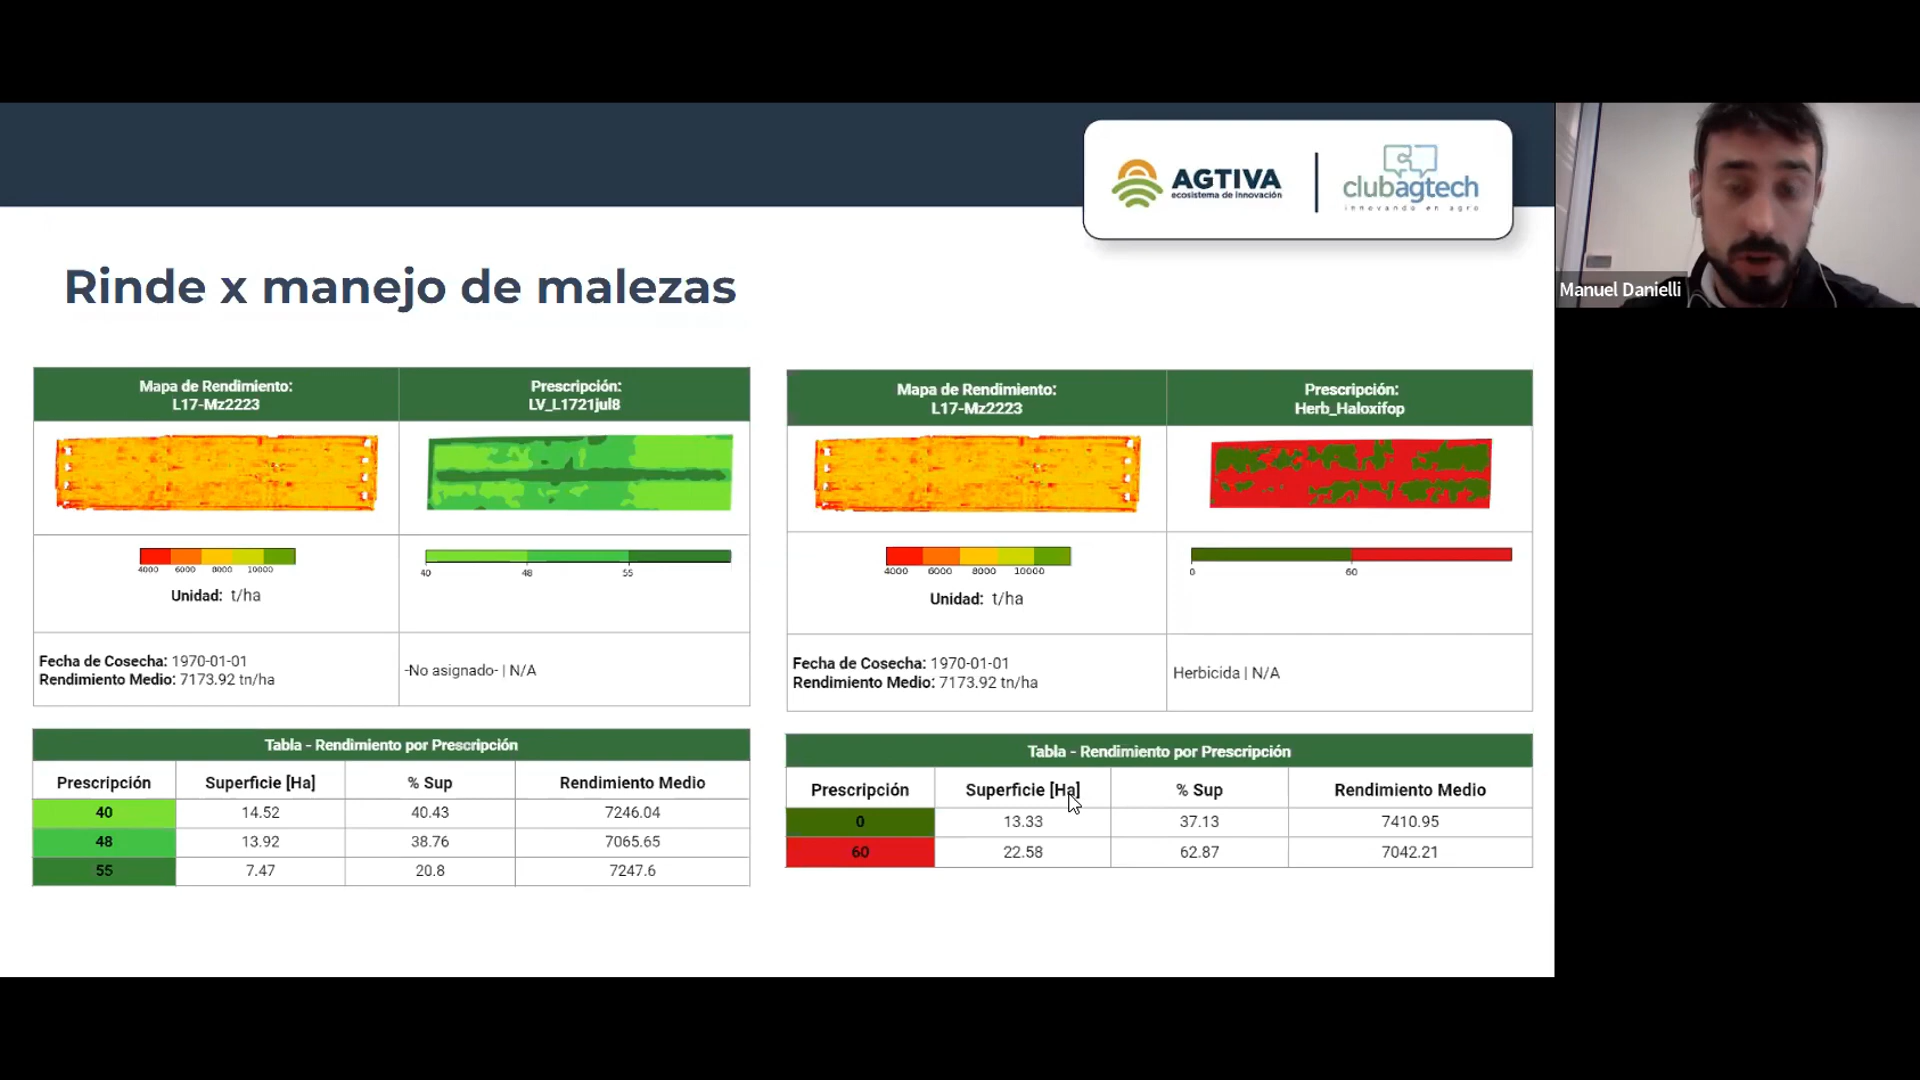 AGTIVA
ecosistema de innovación
clubagtech
innovando en agro
Manuel Danielli
Rinde x manejo de malezas
Mapa de Rendimiento:
L17-Mz2223
Prescripción:
LV_L1721jul8
4000 6000 8000 10000
40 48 55
Unidad: t/ha
Fecha de Cosecha: 1970-01-01
Rendimiento Medio: 7173.92 tn/ha
-No asignado- | N/A
Tabla - Rendimiento por Prescripción
Prescripción Superficie [Ha] % Sup Rendimiento Medio
40 14.52 40.43 7246.04
48 13.92 38.76 7065.65
55 7.47 20.8 7247.6
Mapa de Rendimiento:
L17-Mz2223
Prescripción:
Herb_Haloxifop
4000 6000 8000 10000
0 60
Unidad: t/ha
Fecha de Cosecha: 1970-01-01
Rendimiento Medio: 7173.92 tn/ha
Herbicida | N/A
Tabla - Rendimiento por Prescripción
Prescripción Superficie [Ha] % Sup Rendimiento Medio
0 13.33 37.13 7410.95
60 22.58 62.87 7042.21